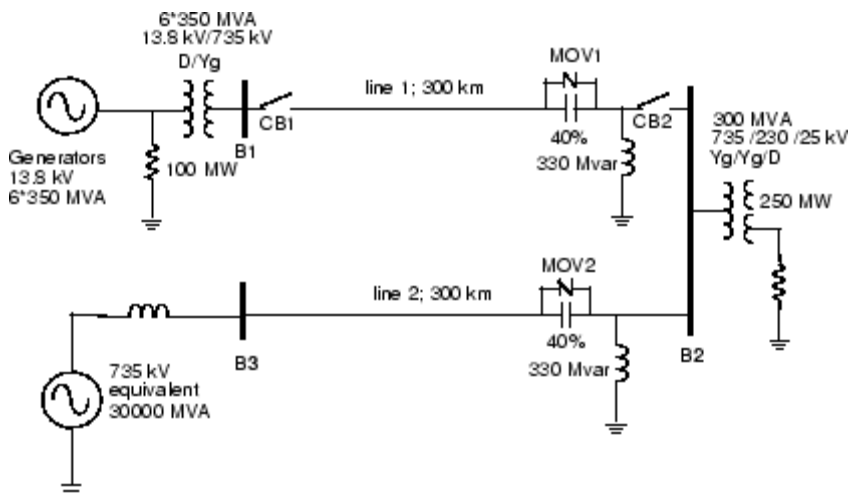 6*350 MVA
13.8 kV/735 kV
D/Yg
Generators
13.8 kV
6*350 MVA
100 MW
B1
CB1
line 1; 300 km
MOV1
40%
330 Mvar
CB2
300 MVA
735 /230 /25 kV
Yg/Yg/D
250 MW
735 kV
equivalent
30000 MVA
B3
line 2; 300 km
MOV2
40%
330 Mvar
B2